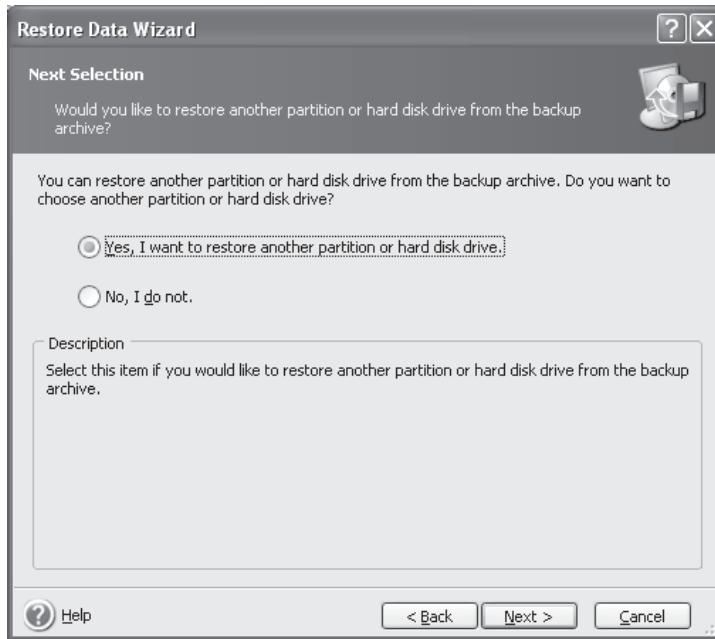 Restore Data Wizard
Next Selection
Would you like to restore another partition or hard disk drive from the backup
archive?
You can restore another partition or hard disk drive from the backup archive. Do you want to
choose another partition or hard disk drive?
Yes, I want to restore another partition or hard disk drive.
No, I do not.
Description
Select this item if you would like to restore another partition or hard disk drive from the backup
archive.
? Help
< Back
Next >
Cancel